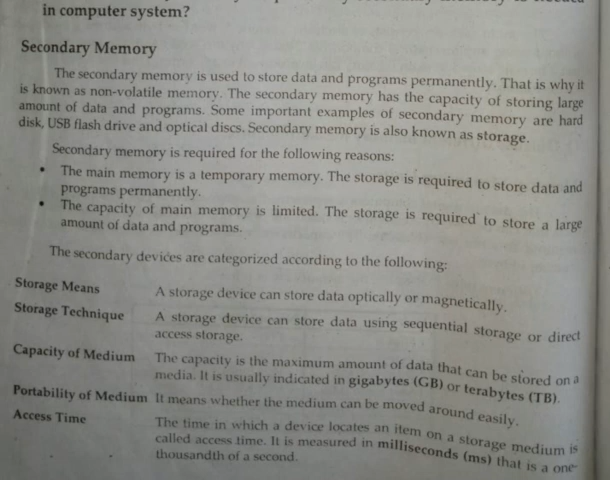 in computer system?
Secondary Memory
The secondary memory is used to store data and programs permanently. That is why it
is known as non-volatile memory. The secondary memory has the capacity of storing large
amount of data and programs. Some important examples of secondary memory are hard
disk, USB flash drive and optical discs. Secondary memory is also known as storage.
Secondary memory is required for the following reasons:
• The main memory is a temporary memory. The storage is required to store data and
programs permanently.
• The capacity of main memory is limited. The storage is required to store a large
amount of data and programs.
The secondary devices are categorized according to the following:
Storage Means A storage device can store data optically or magnetically.
Storage Technique A storage device can store data using sequential storage or direct
access storage.
Capacity of Medium The capacity is the maximum amount of data that can be stored on a
media. It is usually indicated in gigabytes (GB) or terabytes (TB).
Portability of Medium It means whether the medium can be moved around easily.
Access Time The time in which a device locates an item on a storage medium is
called access time. It is measured in milliseconds (ms) that is a one-
thousandth of a second.